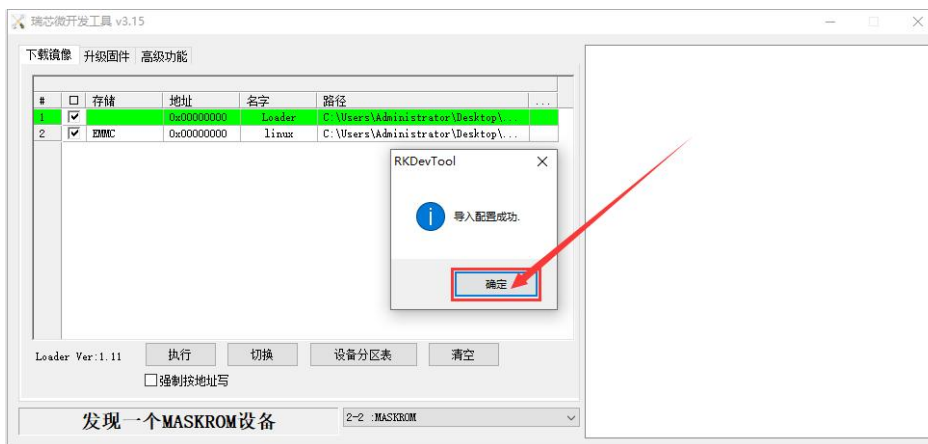 瑞芯微开发工具 v3.15
下载镜像 升级固件 高级功能
# 存储 地址 名字 路径 ...
1 0x00000000 Loader C:\Users\Administrator\Desktop\...
2 EMMC 0x00000000 linux C:\Users\Administrator\Desktop\...
RKDevTool
导入配置成功.
确定
Loader Ver:1.11 执行 切换 设备分区表 清空
强制按地址写
发现一个MASKROM设备 2-2 :MASKROM